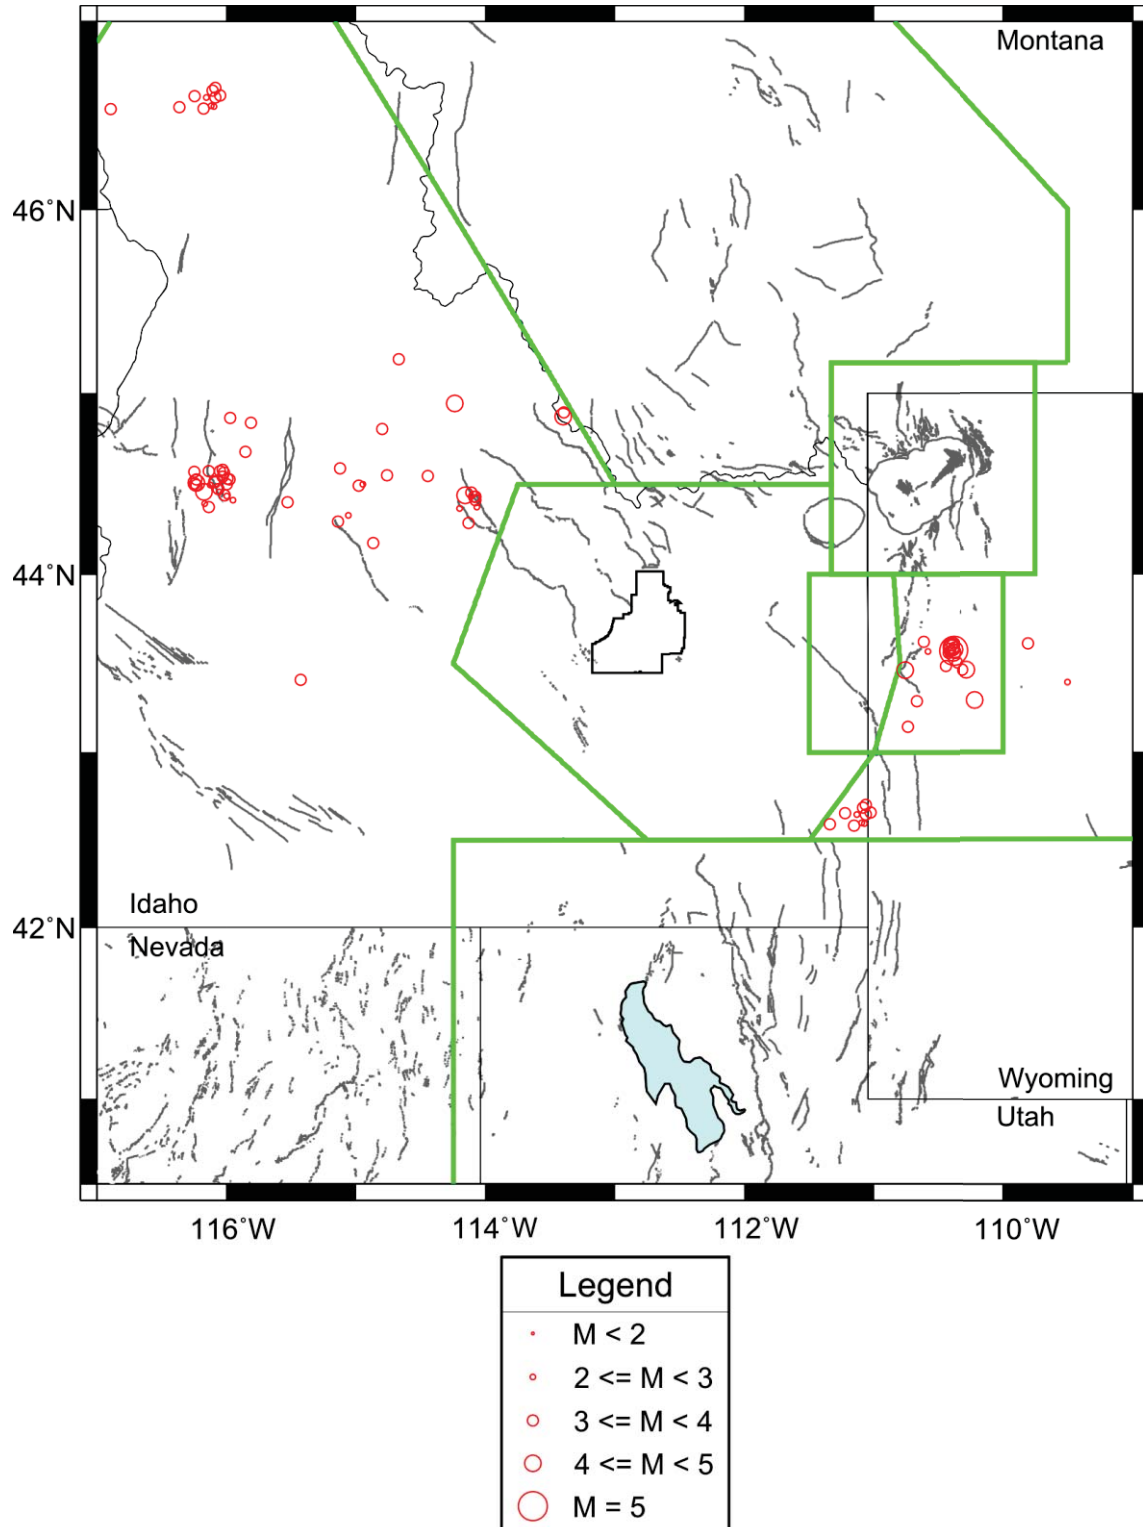 Montana
46°N
44°N
Idaho
42°N
Nevada
Wyoming
Utah
116°W
114°W
112°W
110°W
Legend
M < 2
2 <= M < 3
3 <= M < 4
4 <= M < 5
M = 5